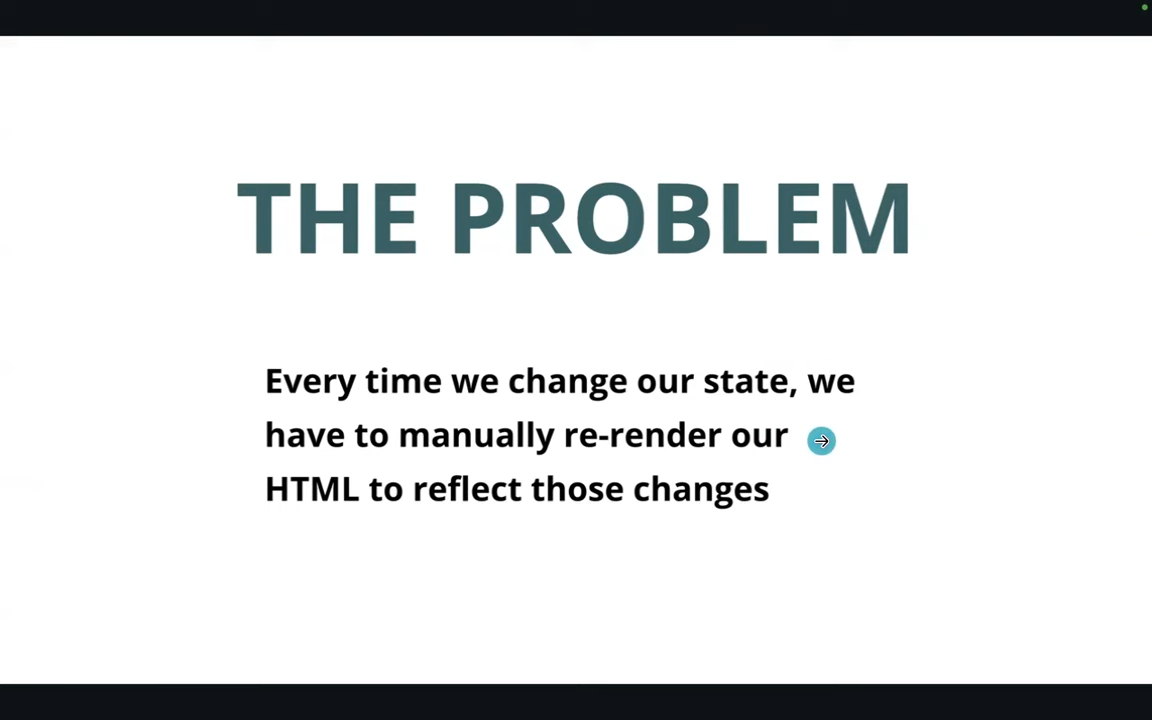 THE PROBLEM
Every time we change our state, we
have to manually re-render our
HTML to reflect those changes